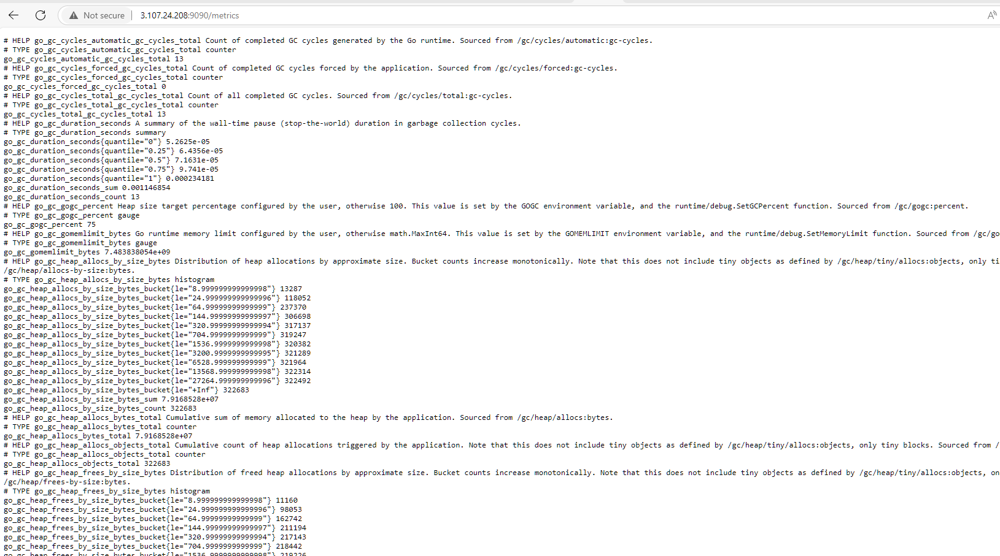 Not secure 3.107.24.208:9090/metrics
# HELP go_gc_cycles_automatic_gc_cycles_total Count of completed GC cycles generated by the Go runtime. Sourced from /gc/cycles/automatic:gc-cycles.
# TYPE go_gc_cycles_automatic_gc_cycles_total counter
go_gc_cycles_automatic_gc_cycles_total 13
# HELP go_gc_cycles_forced_gc_cycles_total Count of completed GC cycles forced by the application. Sourced from /gc/cycles/forced:gc-cycles.
# TYPE go_gc_cycles_forced_gc_cycles_total counter
go_gc_cycles_forced_gc_cycles_total 0
# HELP go_gc_cycles_total_gc_cycles_total Count of all completed GC cycles. Sourced from /gc/cycles/total:gc-cycles.
# TYPE go_gc_cycles_total_gc_cycles_total counter
go_gc_cycles_total_gc_cycles_total 13
# HELP go_gc_duration_seconds A summary of the wall-time pause (stop-the-world) duration in garbage collection cycles.
# TYPE go_gc_duration_seconds summary
go_gc_duration_seconds{quantile="0"} 5.2625e-05
go_gc_duration_seconds{quantile="0.25"} 6.4356e-05
go_gc_duration_seconds{quantile="0.5"} 7.1631e-05
go_gc_duration_seconds{quantile="0.75"} 9.741e-05
go_gc_duration_seconds{quantile="1"} 0.000234181
go_gc_duration_seconds_sum 0.001146854
go_gc_duration_seconds_count 13
# HELP go_gc_gogc_percent Heap size target percentage configured by the user, otherwise 100. This value is set by the GOGC environment variable, and the runtime/debug.SetGCPercent function. Sourced from /gc/gogc:percent.
# TYPE go_gc_gogc_percent gauge
go_gc_gogc_percent 75
# HELP go_gc_gomemlimit_bytes Go runtime memory limit configured by the user, otherwise math.MaxInt64. This value is set by the GOMEMLIMIT environment variable, and the runtime/debug.SetMemoryLimit function. Sourced from /gc/go
# TYPE go_gc_gomemlimit_bytes gauge
go_gc_gomemlimit_bytes 7.483838054e+09
# HELP go_gc_heap_allocs_by_size_bytes Distribution of heap allocations by approximate size. Bucket counts increase monotonically. Note that this does not include tiny objects as defined by /gc/heap/tiny/allocs:objects, only ti
/gc/heap/allocs-by-size:bytes.
# TYPE go_gc_heap_allocs_by_size_bytes histogram
go_gc_heap_allocs_by_size_bytes_bucket{le="8.999999999999998"} 13287
go_gc_heap_allocs_by_size_bytes_bucket{le="24.999999999999996"} 118052
go_gc_heap_allocs_by_size_bytes_bucket{le="64.99999999999999"} 237370
go_gc_heap_allocs_by_size_bytes_bucket{le="144.99999999999997"} 306698
go_gc_heap_allocs_by_size_bytes_bucket{le="320.99999999999994"} 317137
go_gc_heap_allocs_by_size_bytes_bucket{le="704.9999999999999"} 319247
go_gc_heap_allocs_by_size_bytes_bucket{le="1536.9999999999998"} 320382
go_gc_heap_allocs_by_size_bytes_bucket{le="3200.9999999999995"} 321289
go_gc_heap_allocs_by_size_bytes_bucket{le="6528.999999999999"} 321964
go_gc_heap_allocs_by_size_bytes_bucket{le="13568.999999999998"} 322314
go_gc_heap_allocs_by_size_bytes_bucket{le="27264.999999999996"} 322492
go_gc_heap_allocs_by_size_bytes_bucket{le="+Inf"} 322683
go_gc_heap_allocs_by_size_bytes_sum 7.9168528e+07
go_gc_heap_allocs_by_size_bytes_count 322683
# HELP go_gc_heap_allocs_bytes_total Cumulative sum of memory allocated to the heap by the application. Sourced from /gc/heap/allocs:bytes.
# TYPE go_gc_heap_allocs_bytes_total counter
go_gc_heap_allocs_bytes_total 7.9168528e+07
# HELP go_gc_heap_allocs_objects_total Cumulative count of heap allocations triggered by the application. Note that this does not include tiny objects as defined by /gc/heap/tiny/allocs:objects, only tiny blocks. Sourced from /
# TYPE go_gc_heap_allocs_objects_total counter
go_gc_heap_allocs_objects_total 322683
# HELP go_gc_heap_frees_by_size_bytes Distribution of freed heap allocations by approximate size. Bucket counts increase monotonically. Note that this does not include tiny objects as defined by /gc/heap/tiny/allocs:objects, on
/gc/heap/frees-by-size:bytes.
# TYPE go_gc_heap_frees_by_size_bytes histogram
go_gc_heap_frees_by_size_bytes_bucket{le="8.999999999999998"} 11160
go_gc_heap_frees_by_size_bytes_bucket{le="24.999999999999996"} 98053
go_gc_heap_frees_by_size_bytes_bucket{le="64.99999999999999"} 162742
go_gc_heap_frees_by_size_bytes_bucket{le="144.99999999999997"} 211194
go_gc_heap_frees_by_size_bytes_bucket{le="320.99999999999994"} 217143
go_gc_heap_frees_by_size_bytes_bucket{le="704.9999999999999"} 218442
go_gc_heap_frees_by_size_bytes_bucket{le="1536.9999999999998"} 219226